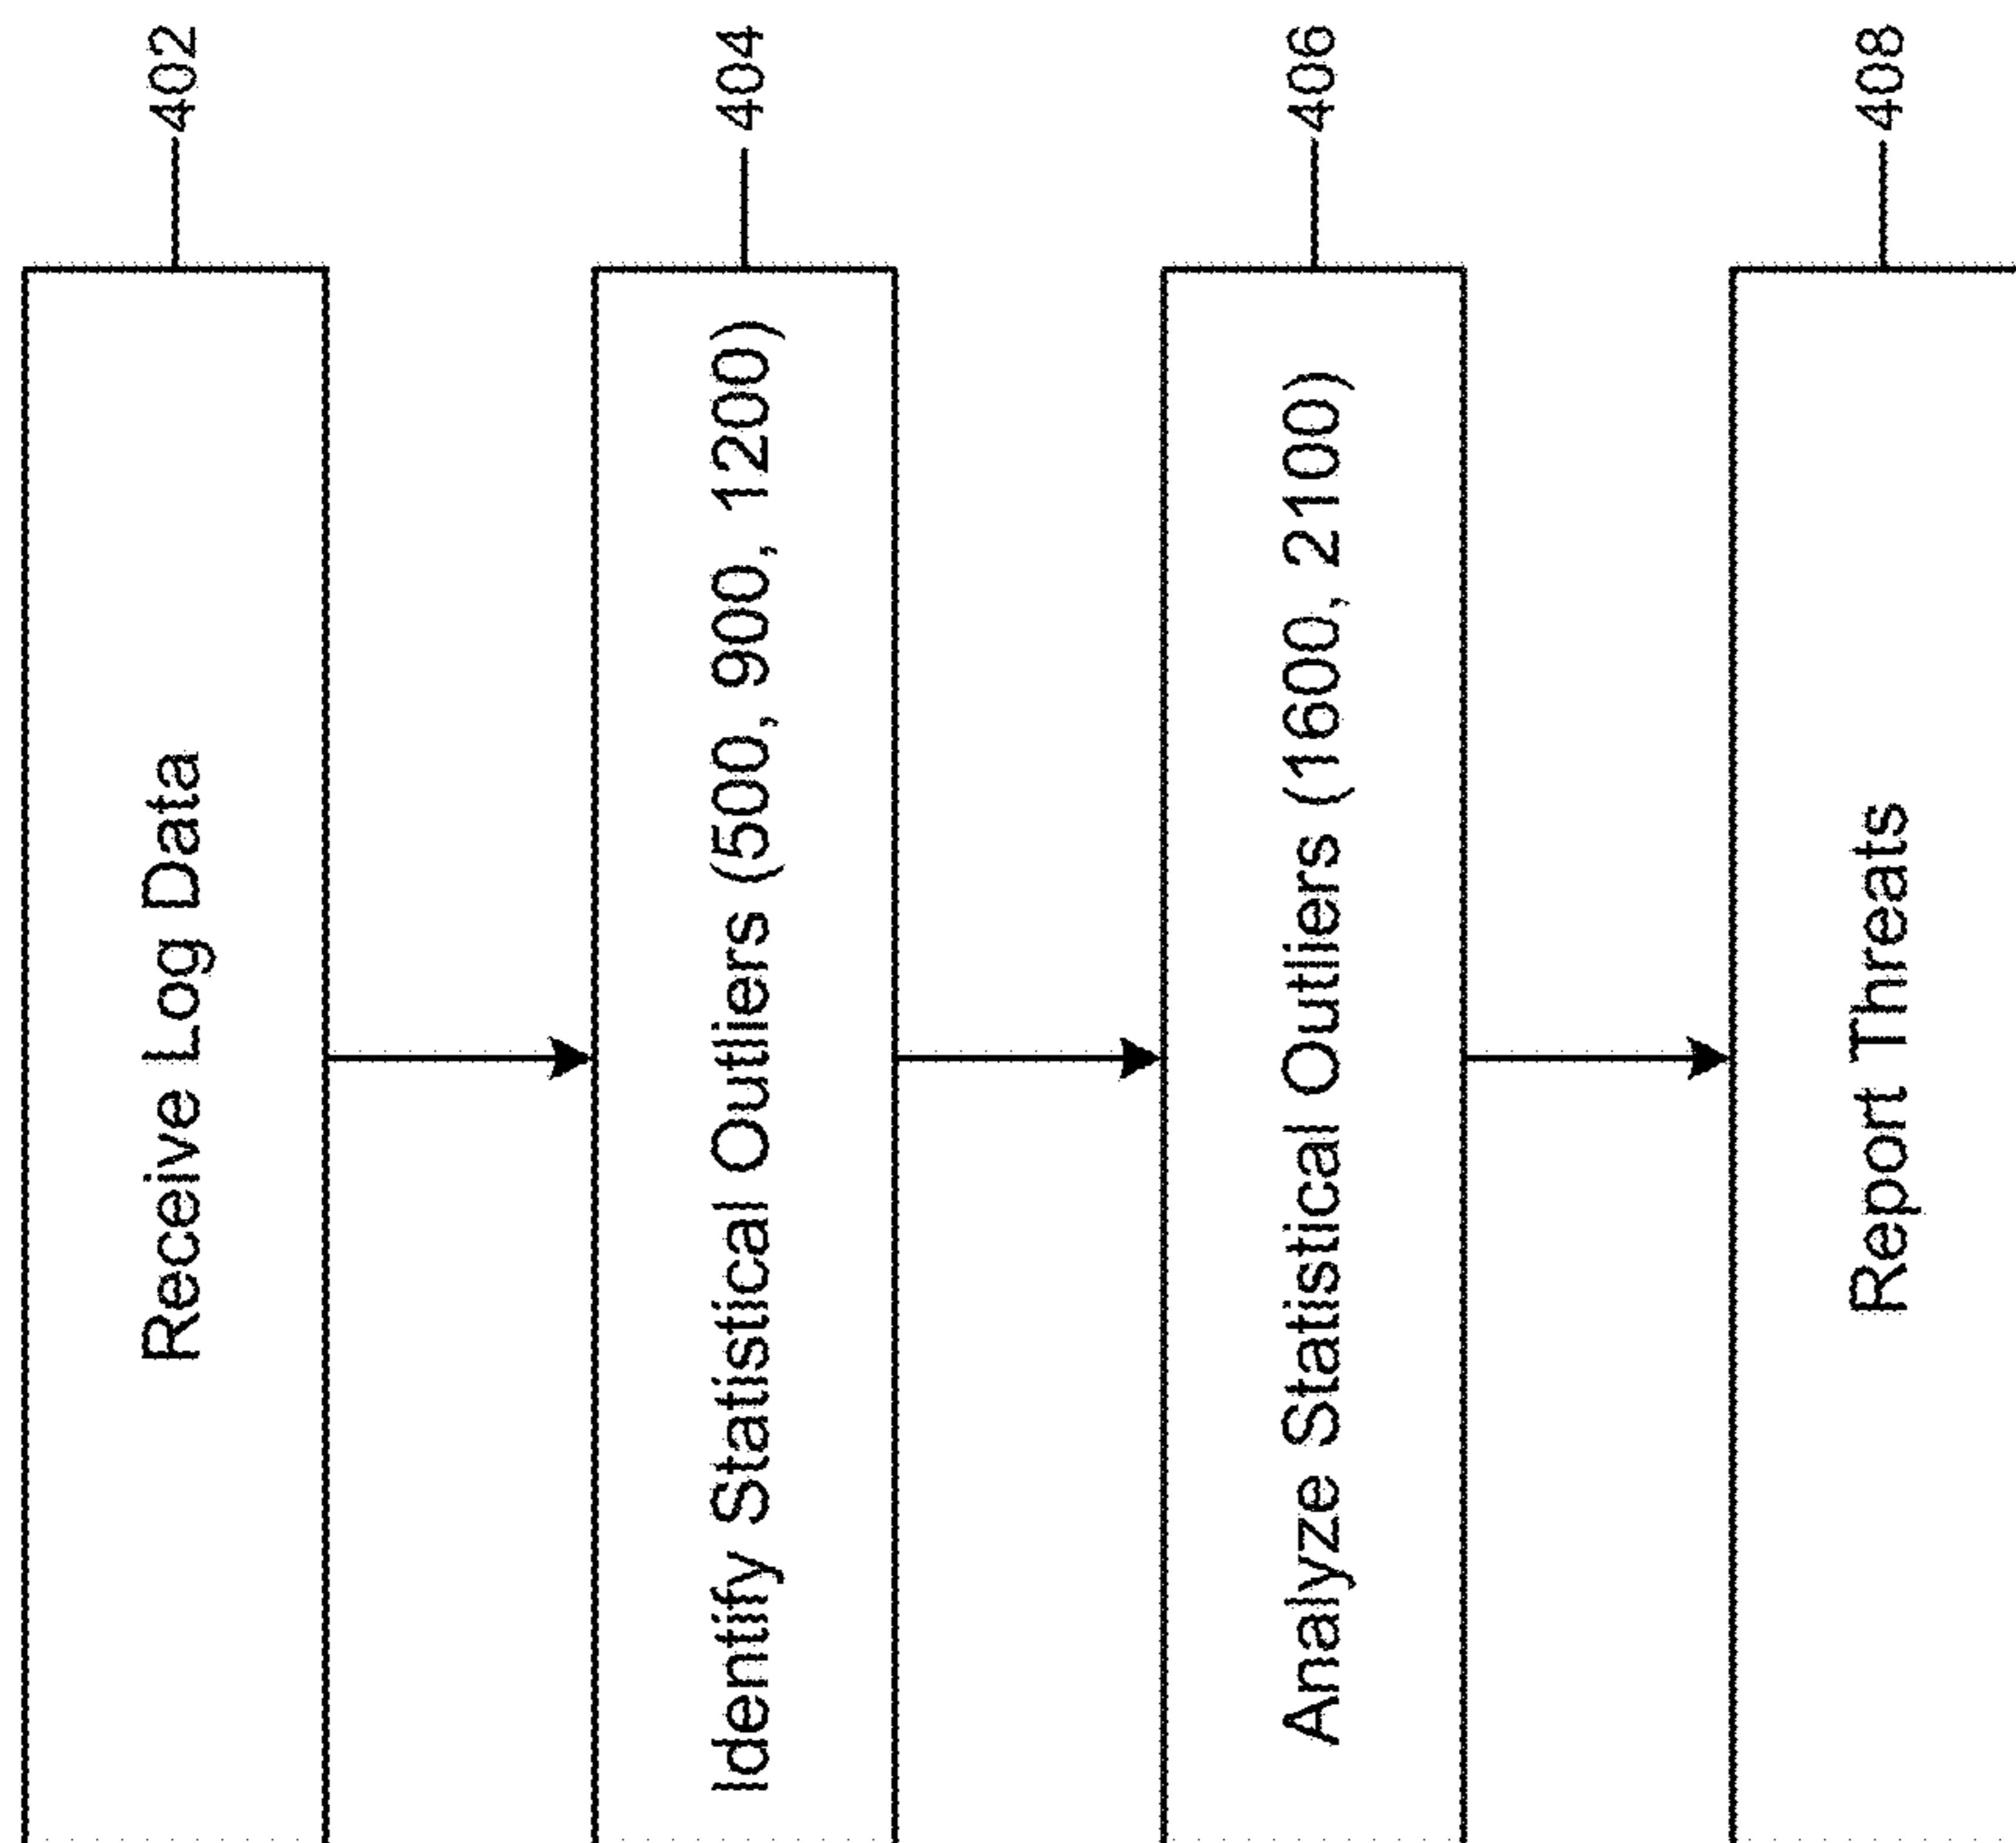 Receive Log Data
402
Identify Statistical Outliers (500, 900, 1200)
404
Analyze Statistical Outliers (1600, 2100)
406
Report Threats
408